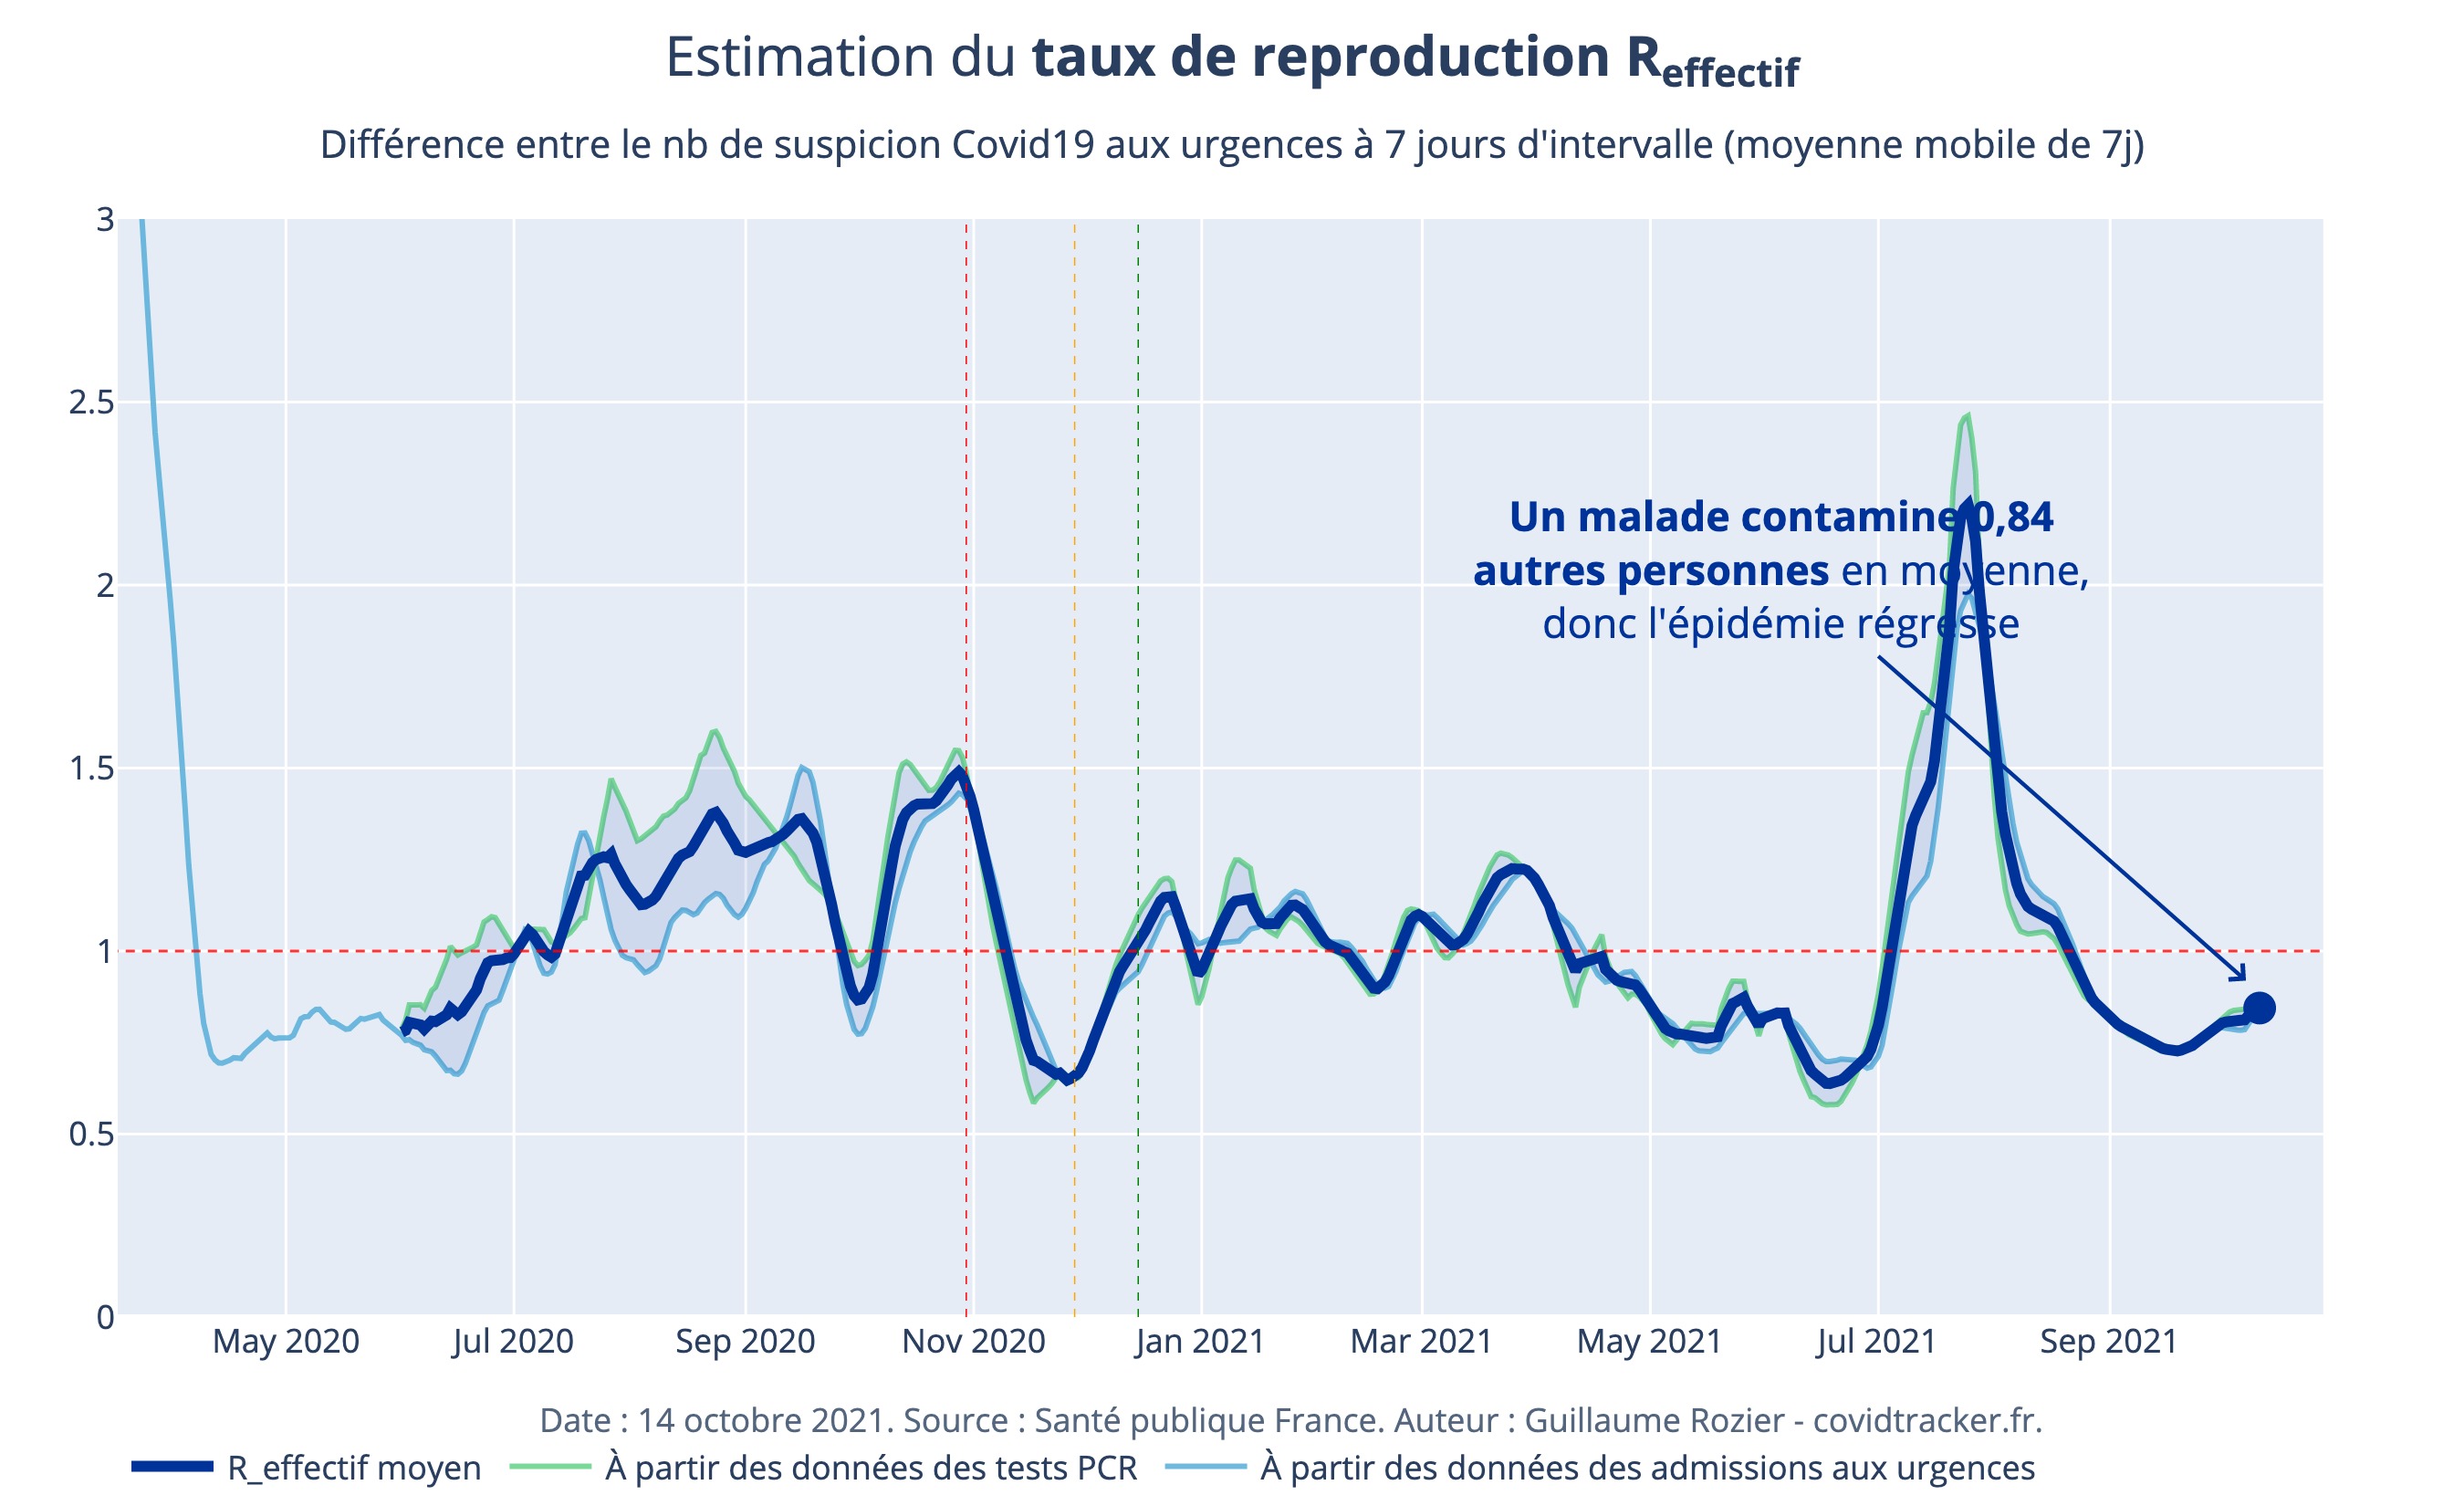 Estimation du taux de reproduction Reffectif
Différence entre le nb de suspicion Covid19 aux urgences à 7 jours d'intervalle (moyenne mobile de 7j)
3
2.5
2
1.5
1
0.5
0
Un malade contamine 0,84
autres personnes en moyenne,
donc l'épidémie régresse
May 2020 Jul 2020 Sep 2020 Nov 2020 Jan 2021 Mar 2021 May 2021 Jul 2021 Sep 2021
Date : 14 octobre 2021. Source : Santé publique France. Auteur : Guillaume Rozier - covidtracker.fr.
R_effectif moyen À partir des données des tests PCR À partir des données des admissions aux urgences